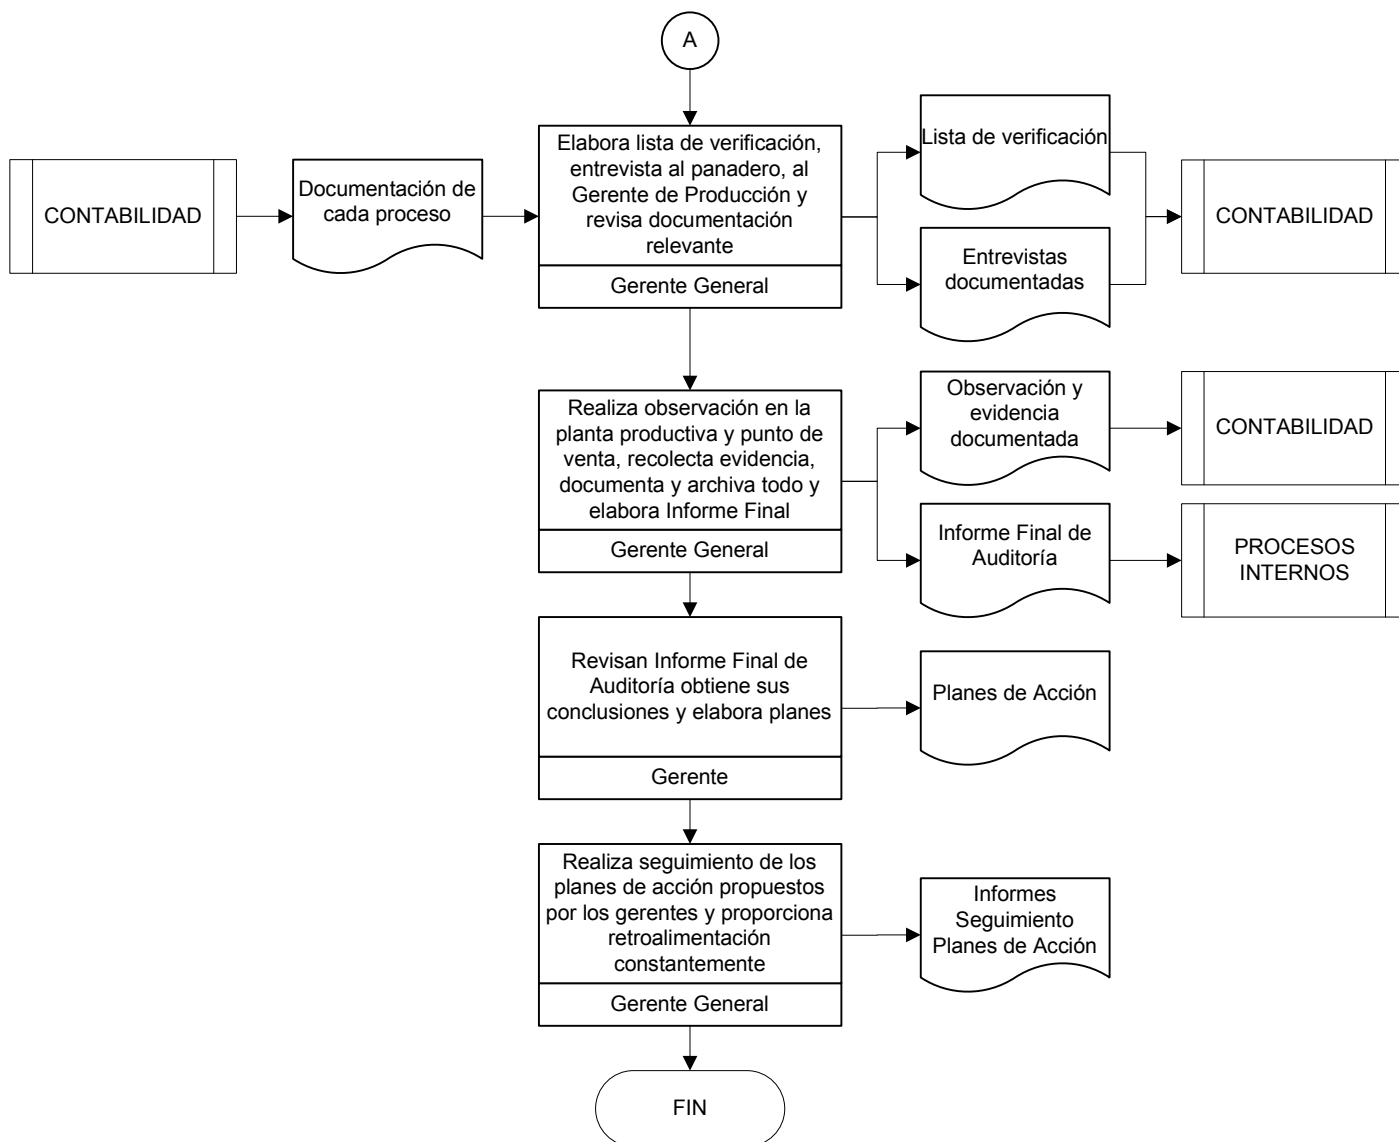 A
CONTABILIDAD
Documentación de
cada proceso
Elabora lista de verificación,
entrevista al panadero, al
Gerente de Producción y
revisa documentación
relevante
Gerente General
Lista de verificación
Entrevistas
documentadas
CONTABILIDAD
Realiza observación en la
planta productiva y punto de
venta, recolecta evidencia,
documenta y archiva todo y
elabora Informe Final
Gerente General
Observación y
evidencia
documentada
CONTABILIDAD
Informe Final de
Auditoría
PROCESOS
INTERNOS
Revisan Informe Final de
Auditoría obtiene sus
conclusiones y elabora planes
Gerente
Planes de Acción
Realiza seguimiento de los
planes de acción propuestos
por los gerentes y proporciona
retroalimentación
constantemente
Gerente General
Informes
Seguimiento
Planes de Acción
FIN